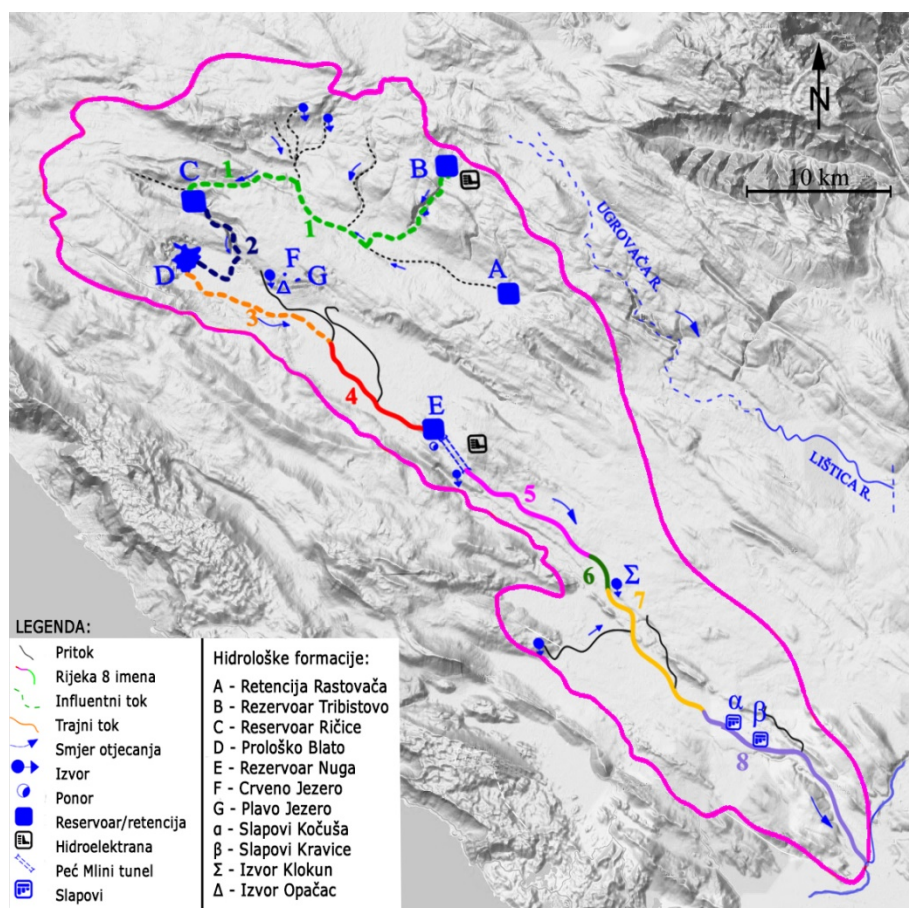 N
10 km
C
1
B
1
2
A
D
F
G
Δ
3
UGROVAČA R.
4
E
LIŠTICA R.
5
6
Σ
7
α
β
8
LEGENDA:
Pritok
Rijeka 8 imena
Influentni tok
Trajni tok
Smjer otjecanja
Izvor
Ponor
Reservoar/retencija
Hidroelektrana
Peć Mlini tunel
Slapovi
Hidrološke formacije:
A - Retencija Rastovača
B - Rezervoar Tribistovo
C - Reservoar Ričice
D - Prološko Blato
E - Rezervoar Nuga
F - Crveno Jezero
G - Plavo Jezero
α - Slapovi Kočuša
β - Slapovi Kravice
Σ - Izvor Klokun
Δ - Izvor Opačac